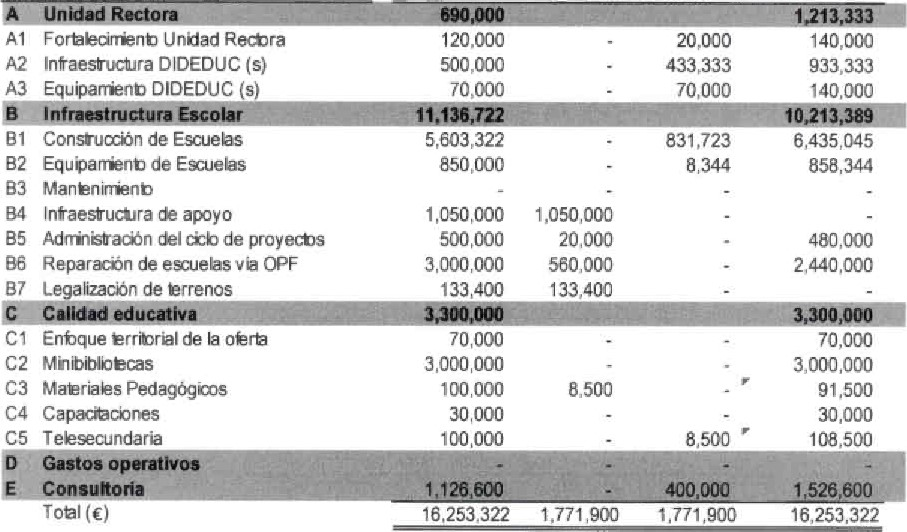 A Unidad Rectora 690,000 1,213,333
A1 Fortalecimiento Unidad Rectora 120,000 - 20,000 140,000
A2 Infraestructura DIDEDUC (s) 500,000 - 433,333 933,333
A3 Equipamiento DIDEDUC (s) 70,000 - 70,000 140,000
B Infraestructura Escolar 11,136,722 10,213,389
B1 Construcción de Escuelas 5,603,322 - 831,723 6,435,045
B2 Equipamiento de Escuelas 850,000 - 8,344 858,344
B3 Mantenimiento - - - -
B4 Infraestructura de apoyo 1,050,000 1,050,000 - -
B5 Administración del ciclo de proyectos 500,000 20,000 - 480,000
B6 Reparación de escuelas via OPF 3,000,000 560,000 - 2,440,000
B7 Legalización de terrenos 133,400 133,400 - -
C Calidad educativa 3,300,000 3,300,000
C1 Enfoque territorial de la oferta 70,000 - - 70,000
C2 Minibibliotecas 3,000,000 - - 3,000,000
C3 Materiales Pedagógicos 100,000 8,500 - 91,500
C4 Capacitaciones 30,000 - - 30,000
C5 Telesecundaria 100,000 - 8,500 108,500
D Gastos operativos - - - -
E Consultoria 1,126,600 - 400,000 1,526,600
Total (€) 16,253,322 1,771,900 1,771,900 16,253,322